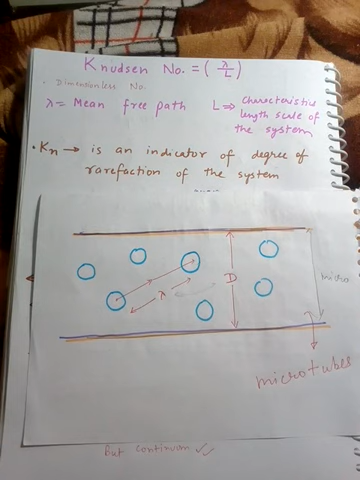 Knudsen No. = (λ/L)
• Dimensionless No.
λ = Mean free path L ⇒ characteristic
length scale of
the system
• Kn → is an indicator of degree of
rarefaction of the system
λ
D
micro
microtubes
But continuum ✓